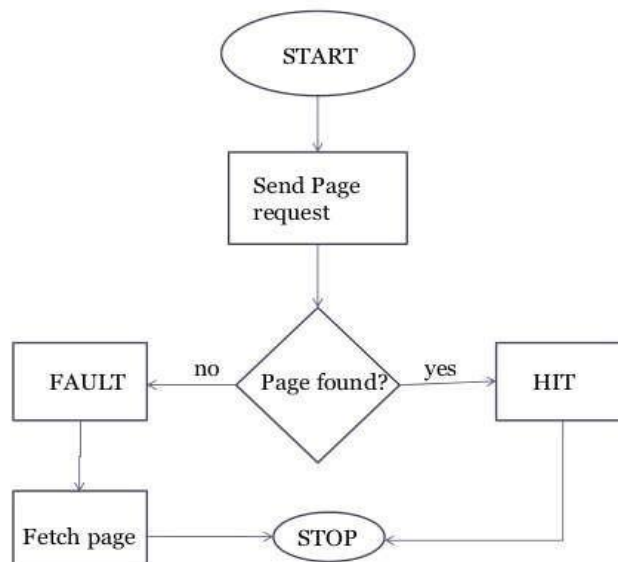 START
Send Page
request
no
yes
FAULT
Page found?
HIT
Fetch page
STOP